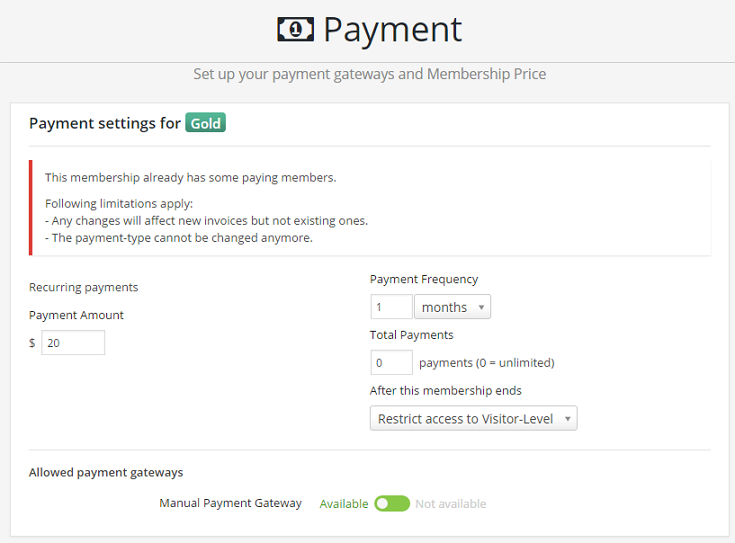 Payment
Set up your payment gateways and Membership Price
Payment settings for Gold
This membership already has some paying members.
Following limitations apply:
- Any changes will affect new invoices but not existing ones.
- The payment-type cannot be changed anymore.
Recurring payments
Payment Amount
$ 20
Payment Frequency
1 months
Total Payments
0 payments (0 = unlimited)
After this membership ends
Restrict access to Visitor-Level
Allowed payment gateways
Manual Payment Gateway Available Not available